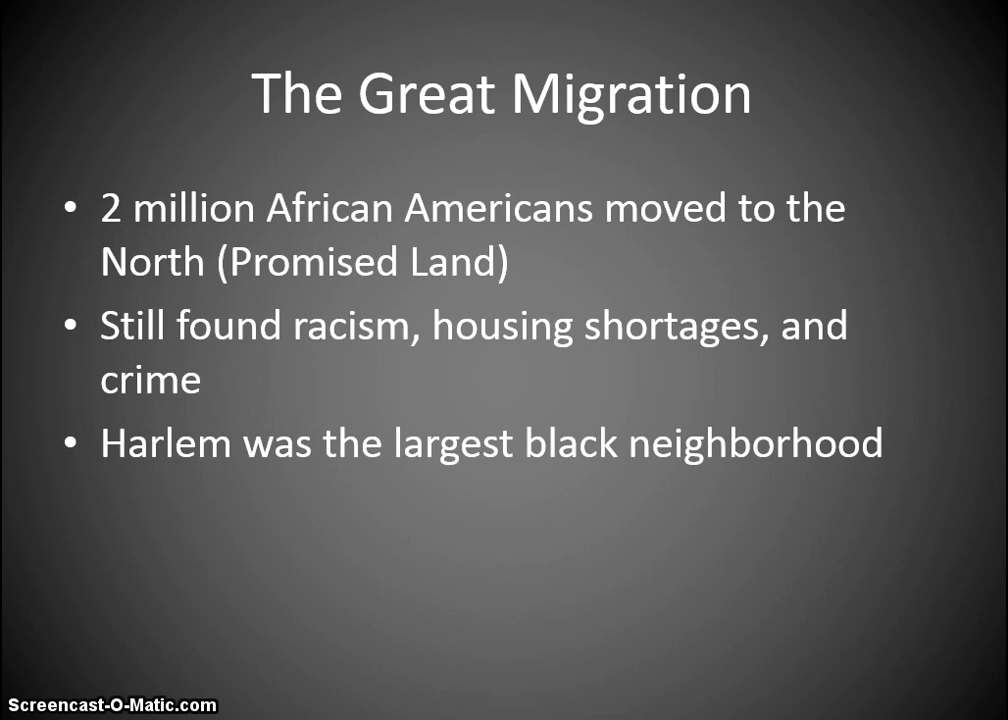 The Great Migration
• 2 million African Americans moved to the
North (Promised Land)
• Still found racism, housing shortages, and
crime
• Harlem was the largest black neighborhood
Screencast-O-Matic.com